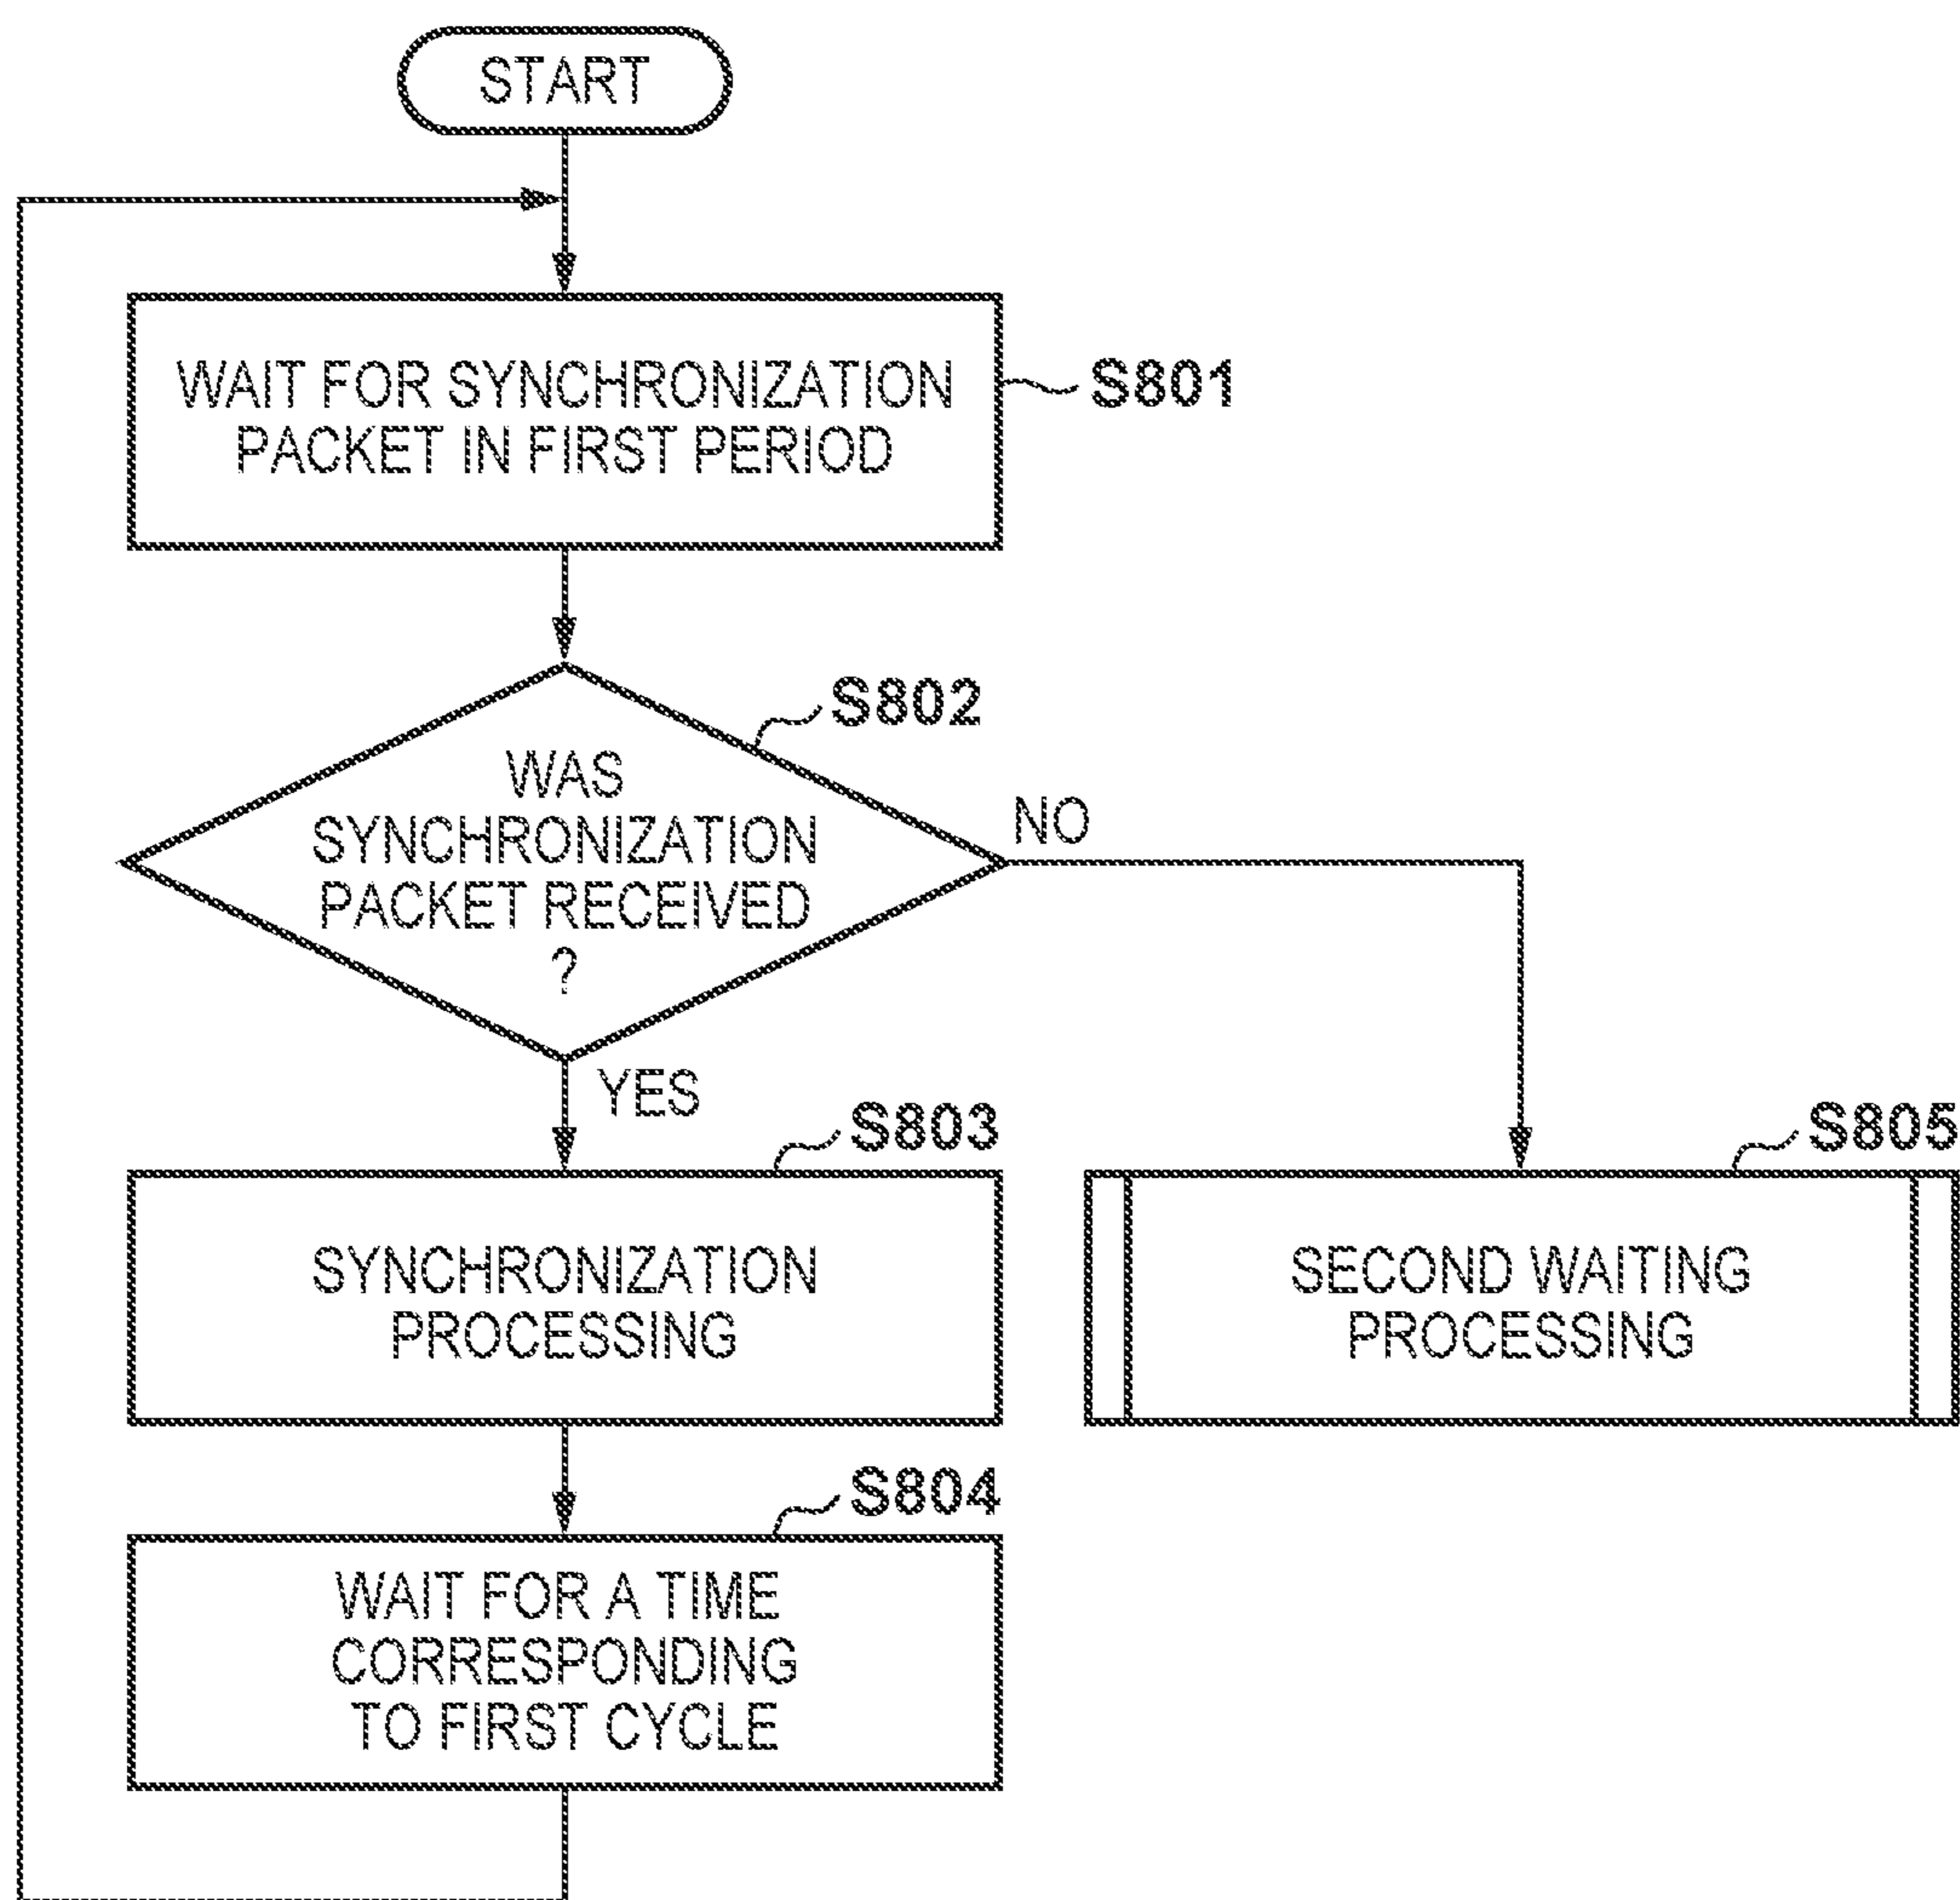 START
WAIT FOR SYNCHRONIZATION
PACKET IN FIRST PERIOD
S801
S802
WAS
SYNCHRONIZATION
PACKET RECEIVED
?
NO
YES
S803
SYNCHRONIZATION
PROCESSING
S805
SECOND WAITING
PROCESSING
S804
WAIT FOR A TIME
CORRESPONDING
TO FIRST CYCLE